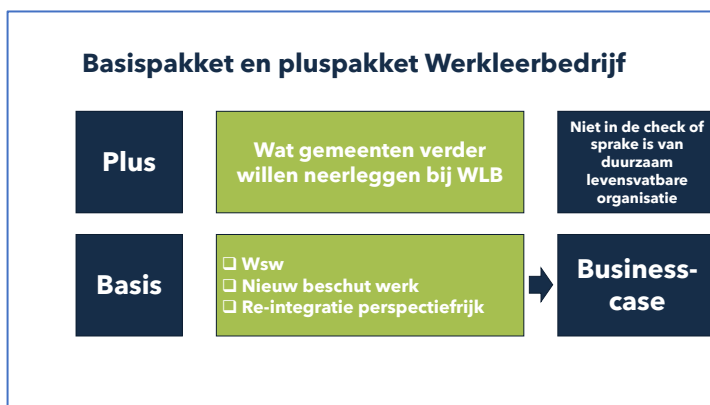 Basispakket en pluspakket Werkleerbedrijf
Plus
Wat gemeenten verder
willen neerleggen bij WLB
Niet in de check of
sprake is van
duurzaam
levensvatbare
organisatie
Basis
❑ Wsw
❑ Nieuw beschut werk
❑ Re-integratie perspectiefrijk
Business-
case